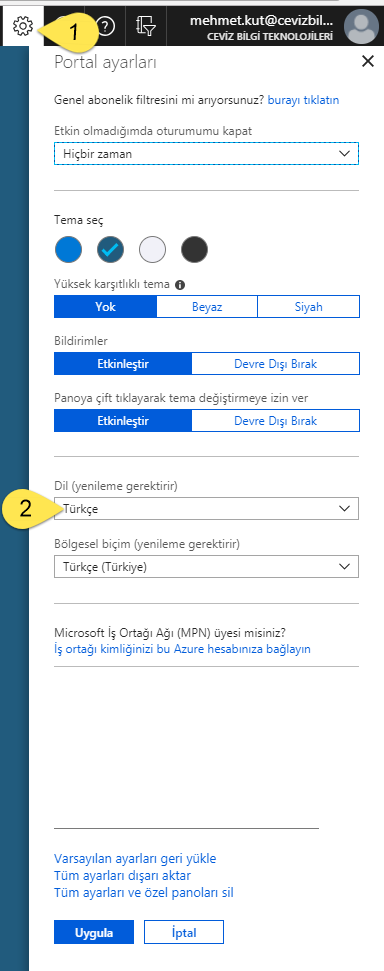 1
?
mehmet.kut@cevizbil...
CEVİZ BİLGİ TEKNOLOJİLERİ
Portal ayarları
Genel abonelik filtresini mi arıyorsunuz? burayı tıklatın
Etkin olmadığımda oturumumu kapat
Hiçbir zaman
Tema seç
Yüksek karşıtlıklı tema
Yok Beyaz Siyah
Bildirimler
Etkinleştir Devre Dışı Bırak
Panoya çift tıklayarak tema değiştirmeye izin ver
Etkinleştir Devre Dışı Bırak
Dil (yenileme gerektirir)
2 Türkçe
Bölgesel biçim (yenileme gerektirir)
Türkçe (Türkiye)
Microsoft İş Ortağı Ağı (MPN) üyesi misiniz?
İş ortağı kimliğinizi bu Azure hesabınıza bağlayın
Varsayılan ayarları geri yükle
Tüm ayarları dışarı aktar
Tüm ayarları ve özel panoları sil
Uygula İptal